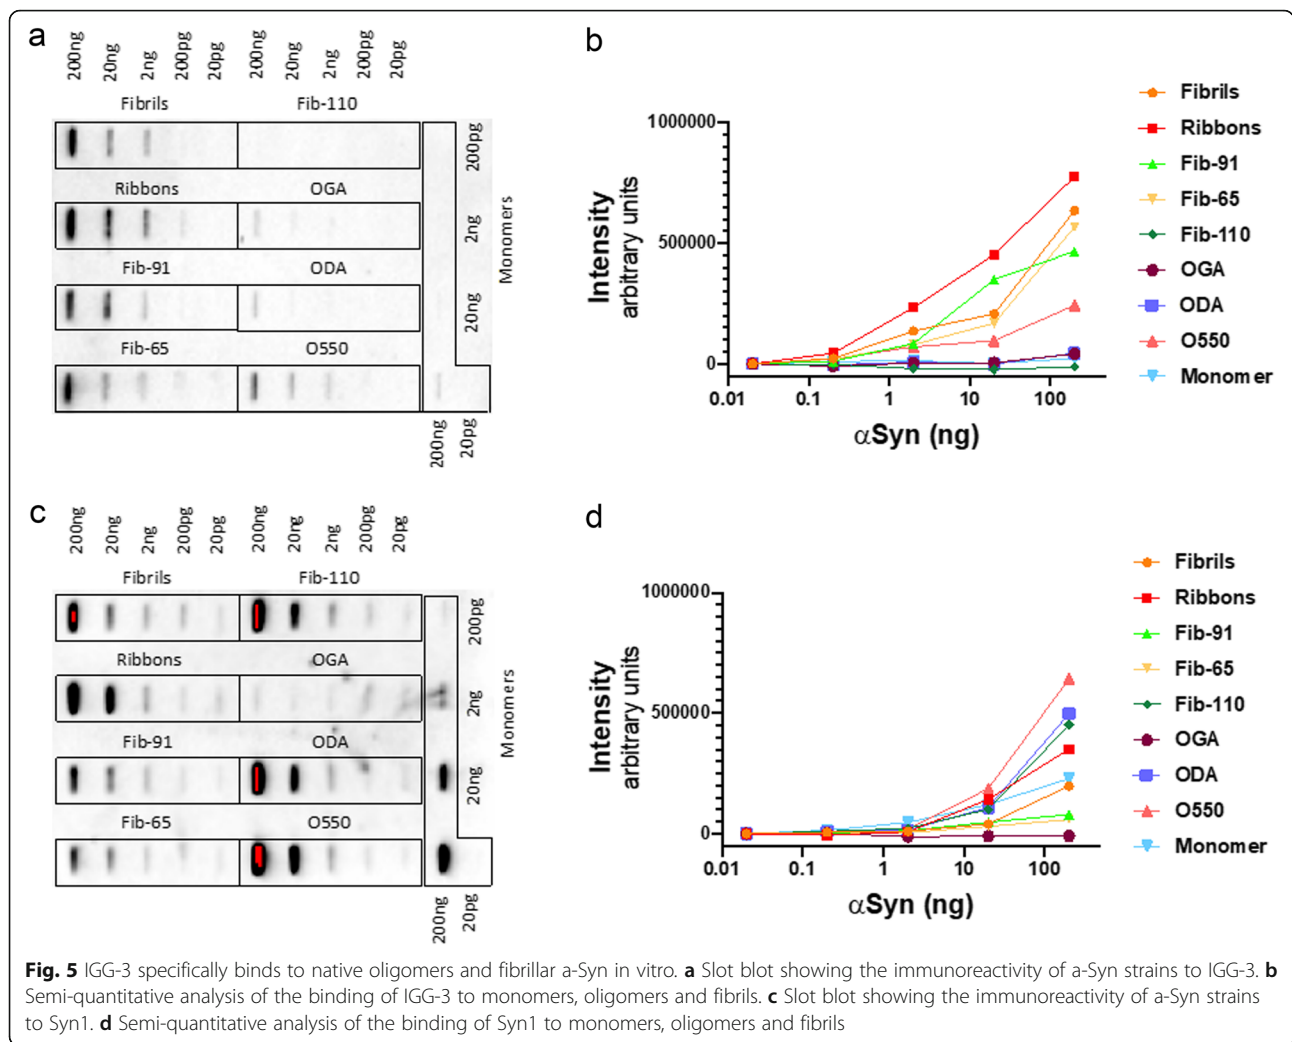 a
200ng 20ng 2ng 200pg 20pg 200ng 20ng 2ng 200pg 20pg
Fibrils Fib-110
Ribbons OGA
Fib-91 ODA
Fib-65 O550
200pg
2ng
20ng
Monomers
200ng 20pg
b
1000000
500000
0
Intensity
arbitrary units
0.01 0.1 1 10 100
αSyn (ng)
Fibrils
Ribbons
Fib-91
Fib-65
Fib-110
OGA
ODA
O550
Monomer
c
200ng 20ng 2ng 200pg 20pg 200ng 20ng 2ng 200pg 20pg
Fibrils Fib-110
Ribbons OGA
Fib-91 ODA
Fib-65 O550
200pg
2ng
20ng
Monomers
200ng 20pg
d
1000000
500000
0
Intensity
arbitrary units
0.01 0.1 1 10 100
αSyn (ng)
Fibrils
Ribbons
Fib-91
Fib-65
Fib-110
OGA
ODA
O550
Monomer
Fig. 5 IGG-3 specifically binds to native oligomers and fibrillar a-Syn in vitro. a Slot blot showing the immunoreactivity of a-Syn strains to IGG-3. b
Semi-quantitative analysis of the binding of IGG-3 to monomers, oligomers and fibrils. c Slot blot showing the immunoreactivity of a-Syn strains
to Syn1. d Semi-quantitative analysis of the binding of Syn1 to monomers, oligomers and fibrils